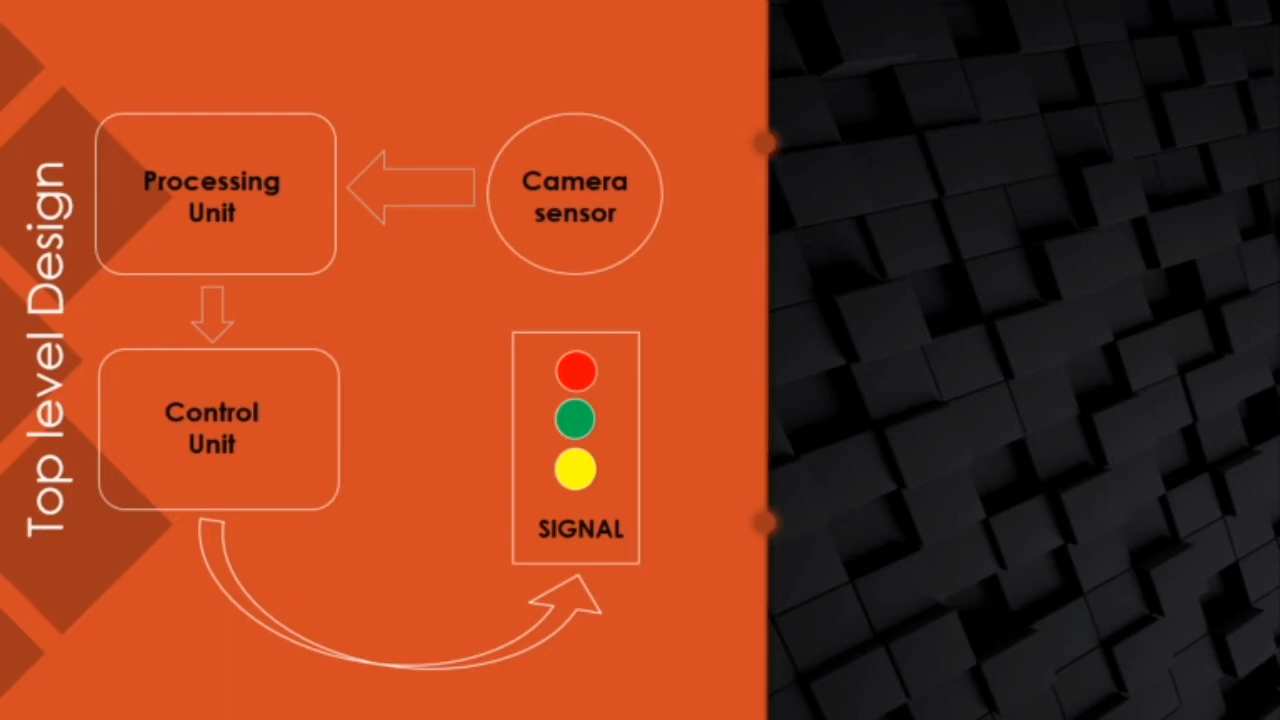 Top level Design
Processing
Unit
Camera
sensor
Control
Unit
SIGNAL